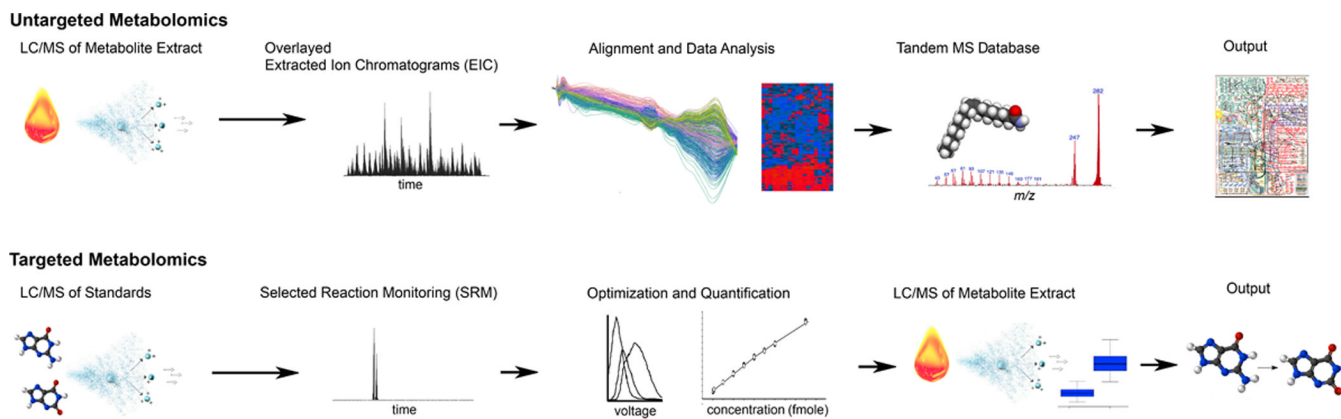 Untargeted Metabolomics
LC/MS of Metabolite Extract
Overlayed
Extracted Ion Chromatograms (EIC)
Alignment and Data Analysis
Tandem MS Database
Output
time
247
282
m/z
Targeted Metabolomics
LC/MS of Standards
Selected Reaction Monitoring (SRM)
Optimization and Quantification
LC/MS of Metabolite Extract
Output
time
voltage
concentration (fmole)